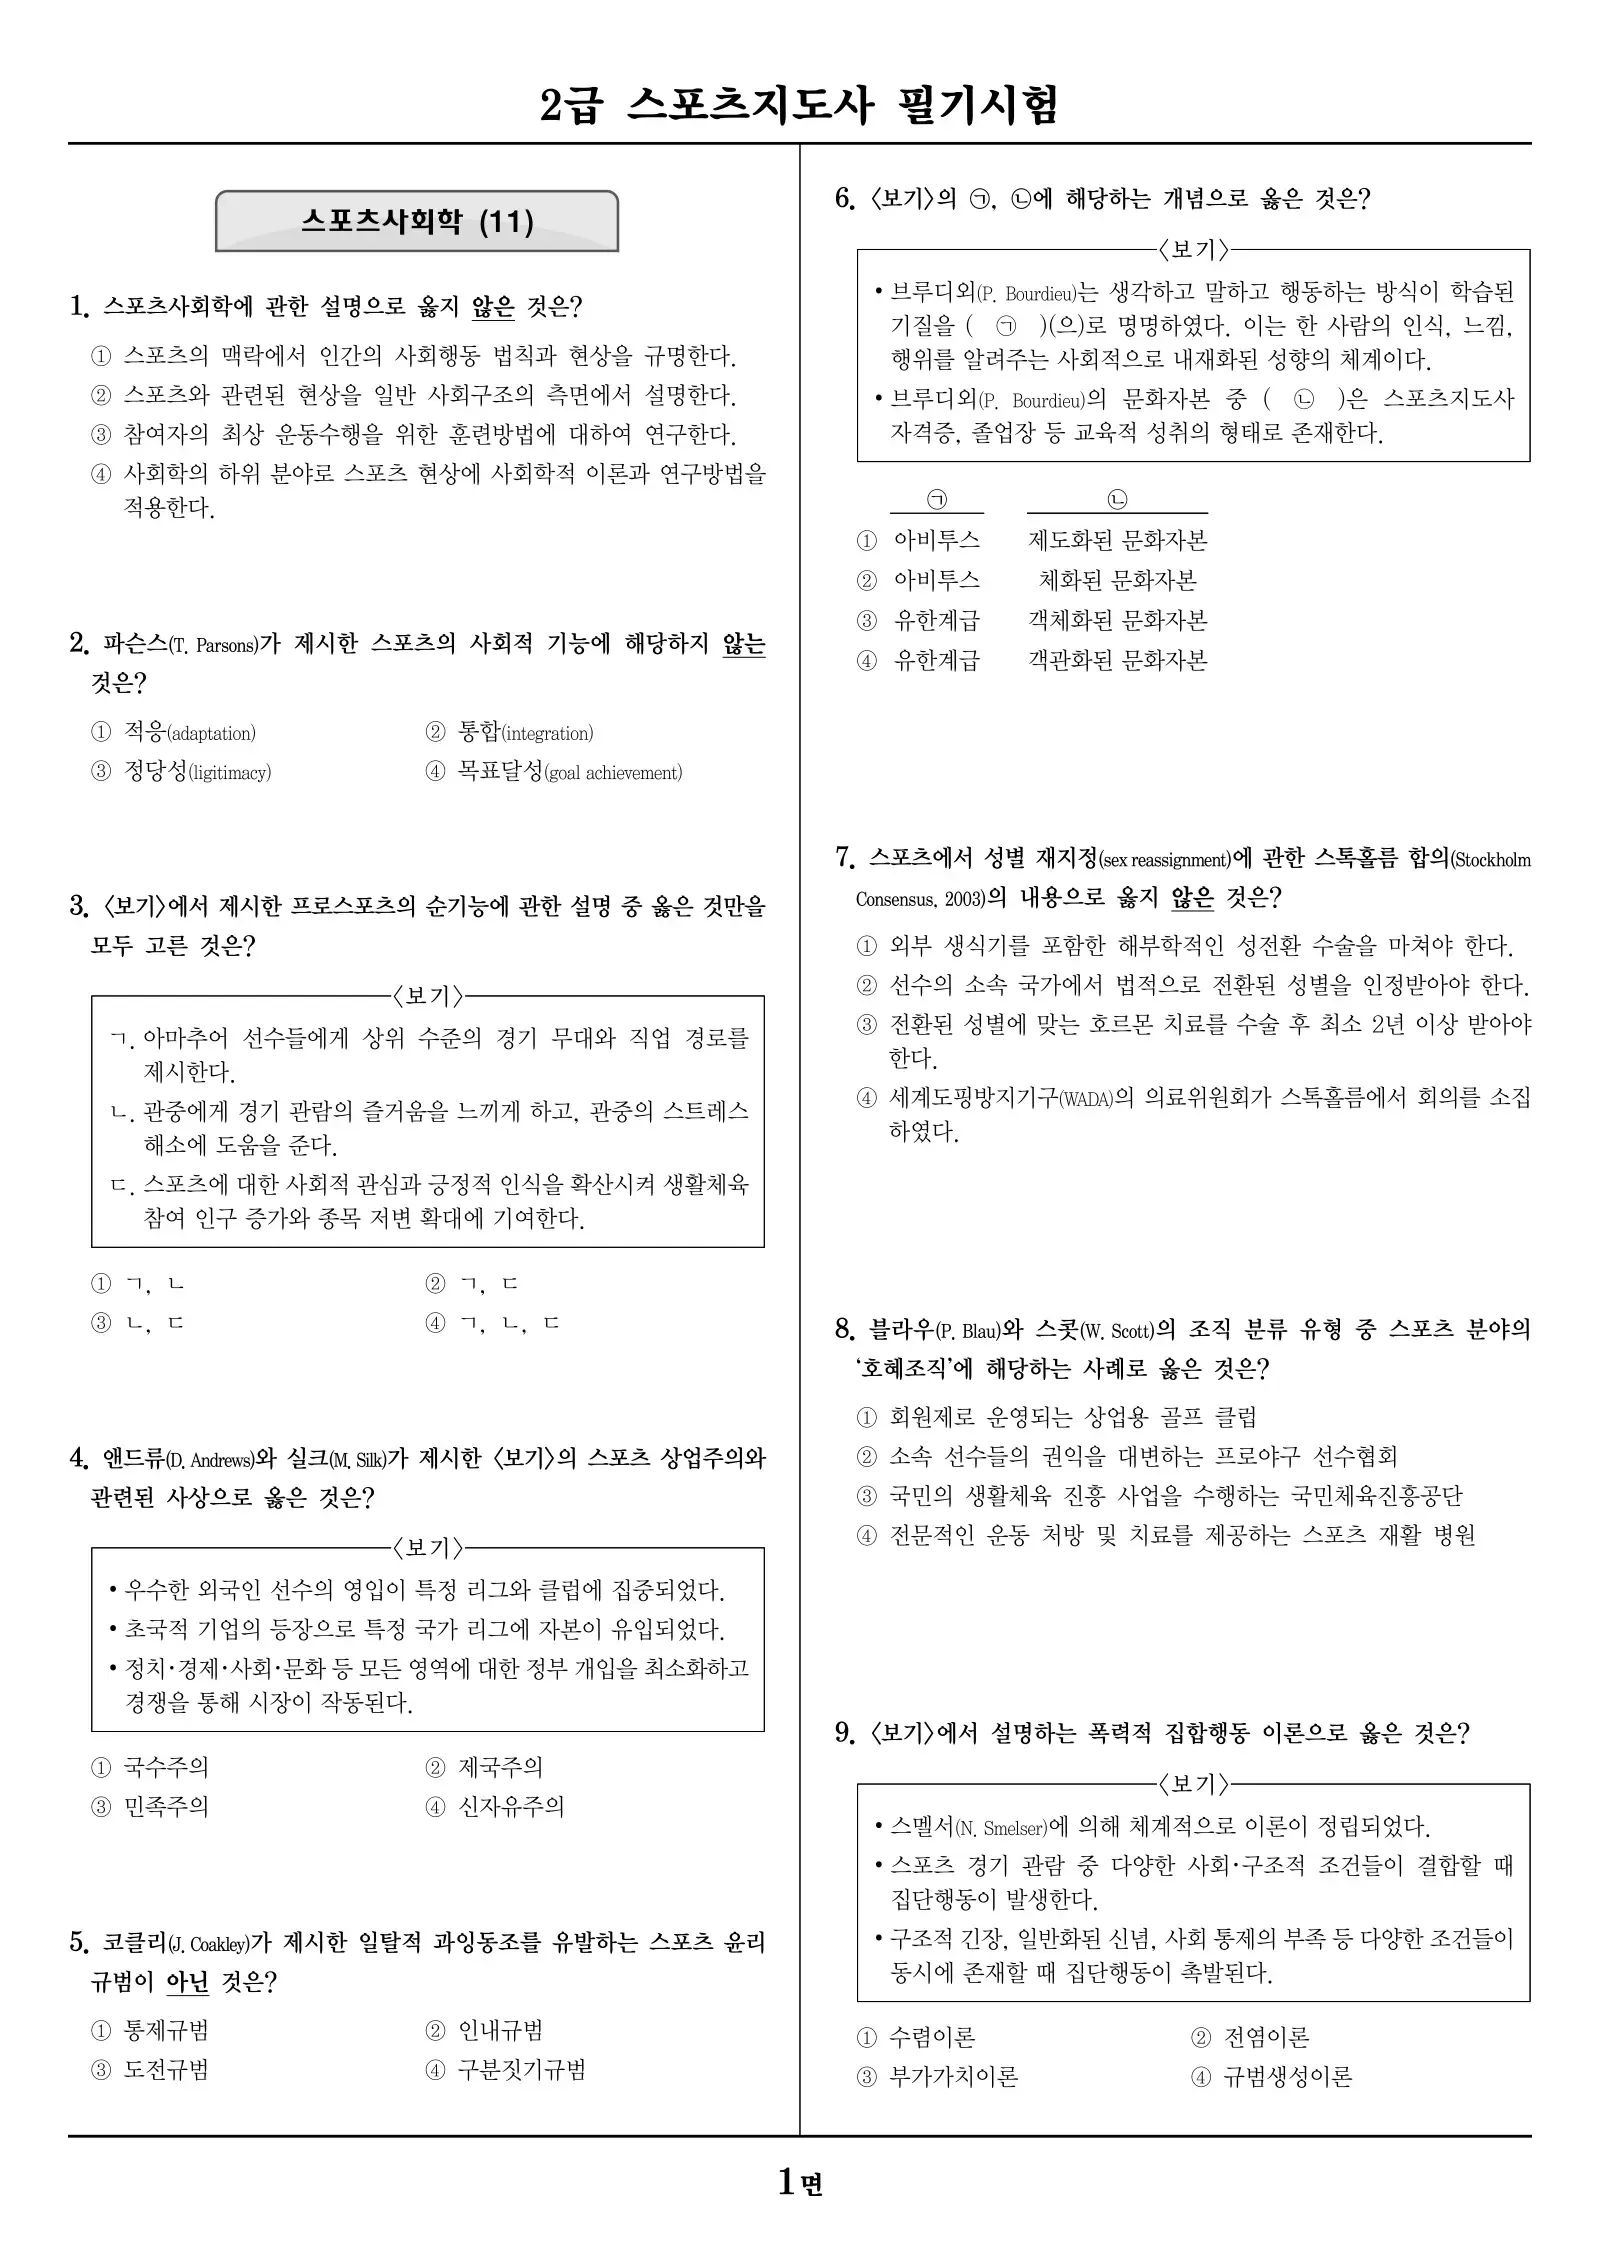 2급 스포츠지도사 필기시험
스포츠사회학 (11)
1. 스포츠사회학에 관한 설명으로 옳지 않은 것은?
① 스포츠의 맥락에서 인간의 사회행동 법칙과 현상을 규명한다.
② 스포츠와 관련된 현상을 일반 사회구조의 측면에서 설명한다.
③ 참여자의 최상 운동수행을 위한 훈련방법에 대하여 연구한다.
④ 사회학의 하위 분야로 스포츠 현상에 사회학적 이론과 연구방법을
적용한다.
2. 파슨스(T. Parsons)가 제시한 스포츠의 사회적 기능에 해당하지 않는
것은?
① 적응(adaptation) ② 통합(integration)
③ 정당성(ligitimacy) ④ 목표달성(goal achievement)
3. 〈보기〉에서 제시한 프로스포츠의 순기능에 관한 설명 중 옳은 것만을
모두 고른 것은?
〈보기〉
ㄱ. 아마추어 선수들에게 상위 수준의 경기 무대와 직업 경로를
제시한다.
ㄴ. 관중에게 경기 관람의 즐거움을 느끼게 하고, 관중의 스트레스
해소에 도움을 준다.
ㄷ. 스포츠에 대한 사회적 관심과 긍정적 인식을 확산시켜 생활체육
참여 인구 증가와 종목 저변 확대에 기여한다.
① ㄱ, ㄴ ② ㄱ, ㄷ
③ ㄴ, ㄷ ④ ㄱ, ㄴ, ㄷ
4. 앤드류(D. Andrews)와 실크(M. Silk)가 제시한 〈보기〉의 스포츠 상업주의와
관련된 사상으로 옳은 것은?
〈보기〉
• 우수한 외국인 선수의 영입이 특정 리그와 클럽에 집중되었다.
• 초국적 기업의 등장으로 특정 국가 리그에 자본이 유입되었다.
• 정치·경제·사회·문화 등 모든 영역에 대한 정부 개입을 최소화하고
경쟁을 통해 시장이 작동된다.
① 국수주의 ② 제국주의
③ 민족주의 ④ 신자유주의
5. 코클리(J. Coakley)가 제시한 일탈적 과잉동조를 유발하는 스포츠 윤리
규범이 아닌 것은?
① 통제규범 ② 인내규범
③ 도전규범 ④ 구분짓기규범
6. 〈보기〉의 ㉠, ㉡에 해당하는 개념으로 옳은 것은?
〈보기〉
• 브루디외(P. Bourdieu)는 생각하고 말하고 행동하는 방식이 학습된
기질을 ( ㉠ )(으)로 명명하였다. 이는 한 사람의 인식, 느낌,
행위를 알려주는 사회적으로 내재화된 성향의 체계이다.
• 브루디외(P. Bourdieu)의 문화자본 중 ( ㉡ )은 스포츠지도사
자격증, 졸업장 등 교육적 성취의 형태로 존재한다.
㉠ ㉡
① 아비투스 제도화된 문화자본
② 아비투스 체화된 문화자본
③ 유한계급 객체화된 문화자본
④ 유한계급 객관화된 문화자본
7. 스포츠에서 성별 재지정(sex reassignment)에 관한 스톡홀름 합의(Stockholm
Consensus, 2003)의 내용으로 옳지 않은 것은?
① 외부 생식기를 포함한 해부학적인 성전환 수술을 마쳐야 한다.
② 선수의 소속 국가에서 법적으로 전환된 성별을 인정받아야 한다.
③ 전환된 성별에 맞는 호르몬 치료를 수술 후 최소 2년 이상 받아야
한다.
④ 세계도핑방지기구(WADA)의 의료위원회가 스톡홀름에서 회의를 소집
하였다.
8. 블라우(P. Blau)와 스콧(W. Scott)의 조직 분류 유형 중 스포츠 분야의
‘호혜조직’에 해당하는 사례로 옳은 것은?
① 회원제로 운영되는 상업용 골프 클럽
② 소속 선수들의 권익을 대변하는 프로야구 선수협회
③ 국민의 생활체육 진흥 사업을 수행하는 국민체육진흥공단
④ 전문적인 운동 처방 및 치료를 제공하는 스포츠 재활 병원
9. 〈보기〉에서 설명하는 폭력적 집합행동 이론으로 옳은 것은?
〈보기〉
• 스멜서(N. Smelser)에 의해 체계적으로 이론이 정립되었다.
• 스포츠 경기 관람 중 다양한 사회·구조적 조건들이 결합할 때
집단행동이 발생한다.
• 구조적 긴장, 일반화된 신념, 사회 통제의 부족 등 다양한 조건들이
동시에 존재할 때 집단행동이 촉발된다.
① 수렴이론 ② 전염이론
③ 부가가치이론 ④ 규범생성이론
1면